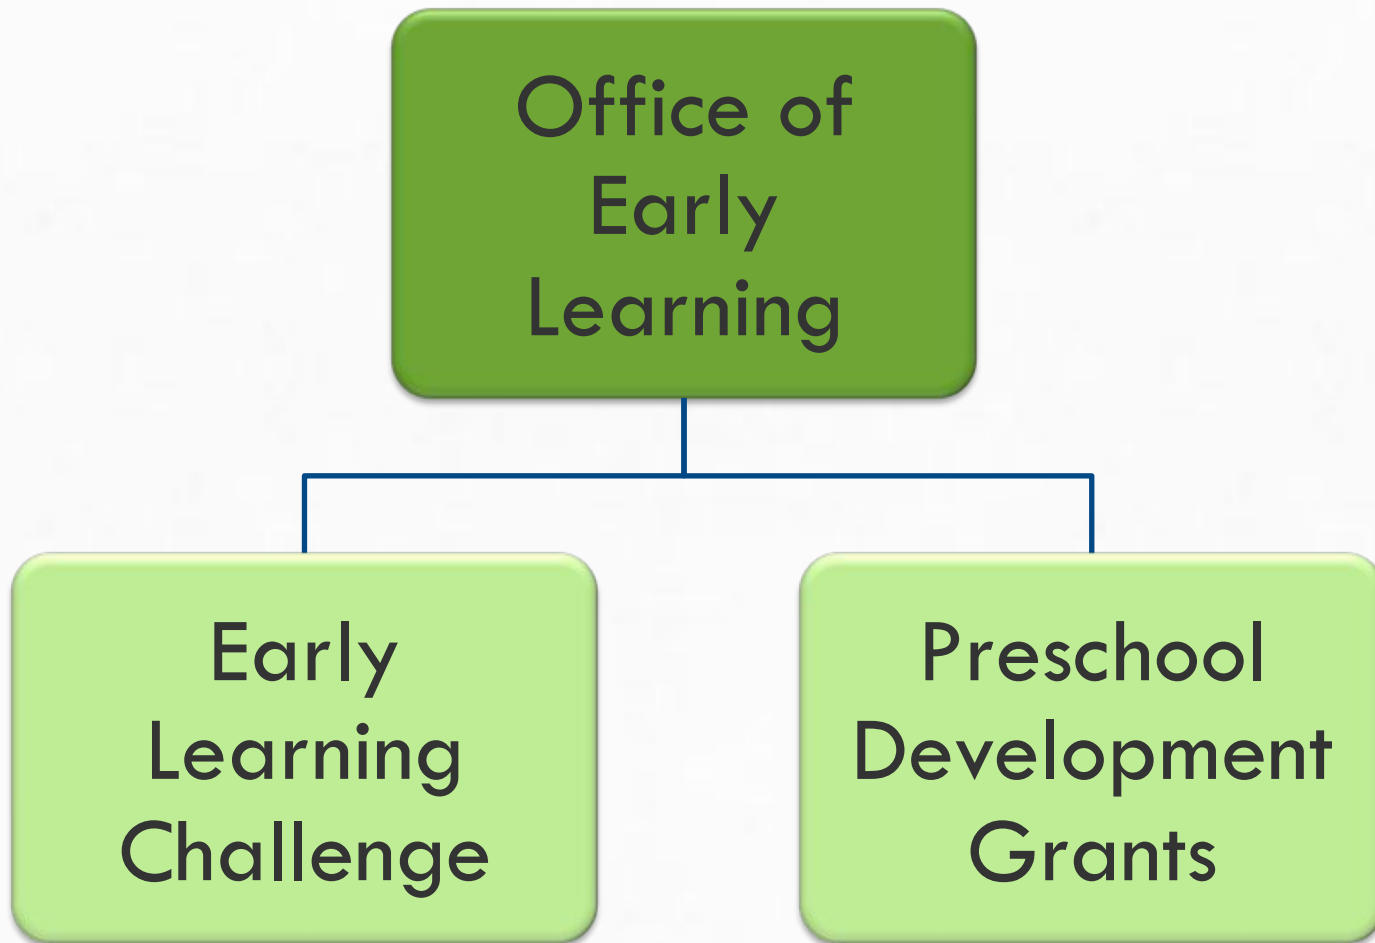 Office of
Early
Learning
Early
Learning
Challenge
Preschool
Development
Grants